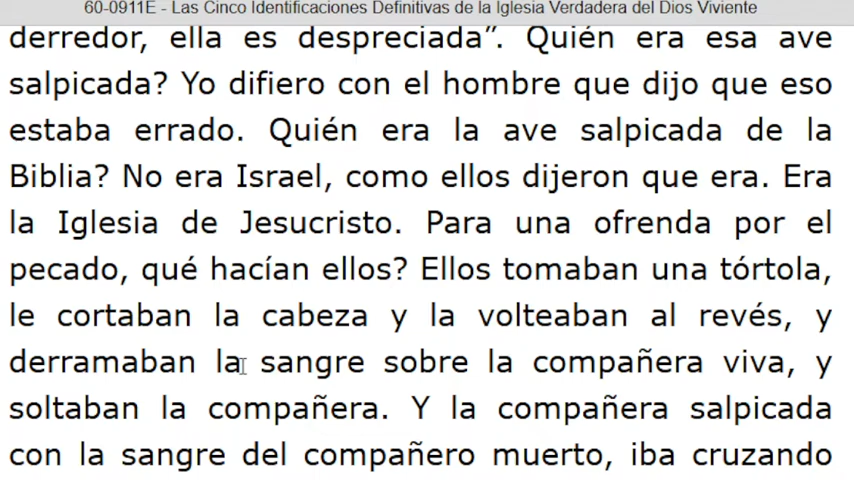 60-0911E - Las Cinco Identificaciones Definitivas de la Iglesia Verdadera del Dios Viviente
derredor, ella es despreciada”. Quién era esa ave
salpicada? Yo difiero con el hombre que dijo que eso
estaba errado. Quién era la ave salpicada de la
Biblia? No era Israel, como ellos dijeron que era. Era
la Iglesia de Jesucristo. Para una ofrenda por el
pecado, qué hacían ellos? Ellos tomaban una tórtola,
le cortaban la cabeza y la volteaban al revés, y
derramaban la sangre sobre la compañera viva, y
soltaban la compañera. Y la compañera salpicada
con la sangre del compañero muerto, iba cruzando